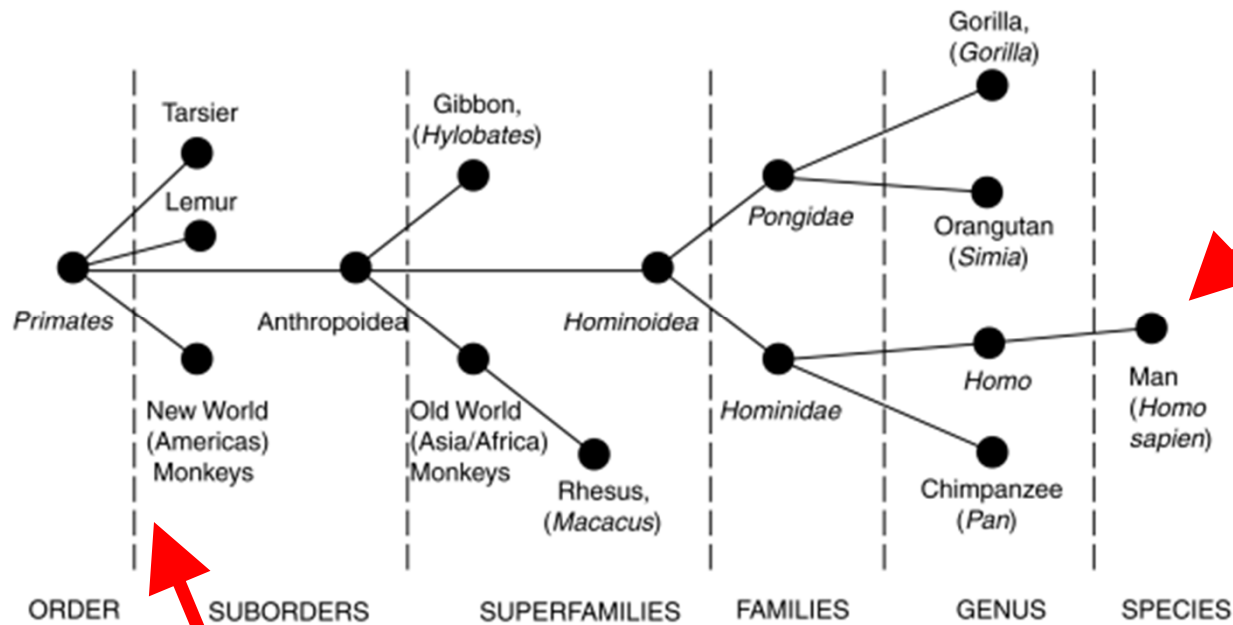 Gorilla,
(Gorilla)
Tarsier
Gibbon,
(Hylobates)
Lemur
Pongidae
Orangutan
(Simia)
Primates
Anthropoidea
Hominoidea
Man
(Homo
sapien)
Homo
New World
(Americas)
Monkeys
Old World
(Asia/Africa)
Monkeys
Hominidae
Rhesus,
(Macacus)
Chimpanzee
(Pan)
ORDER
SUBORDERS
SUPERFAMILIES
FAMILIES
GENUS
SPECIES